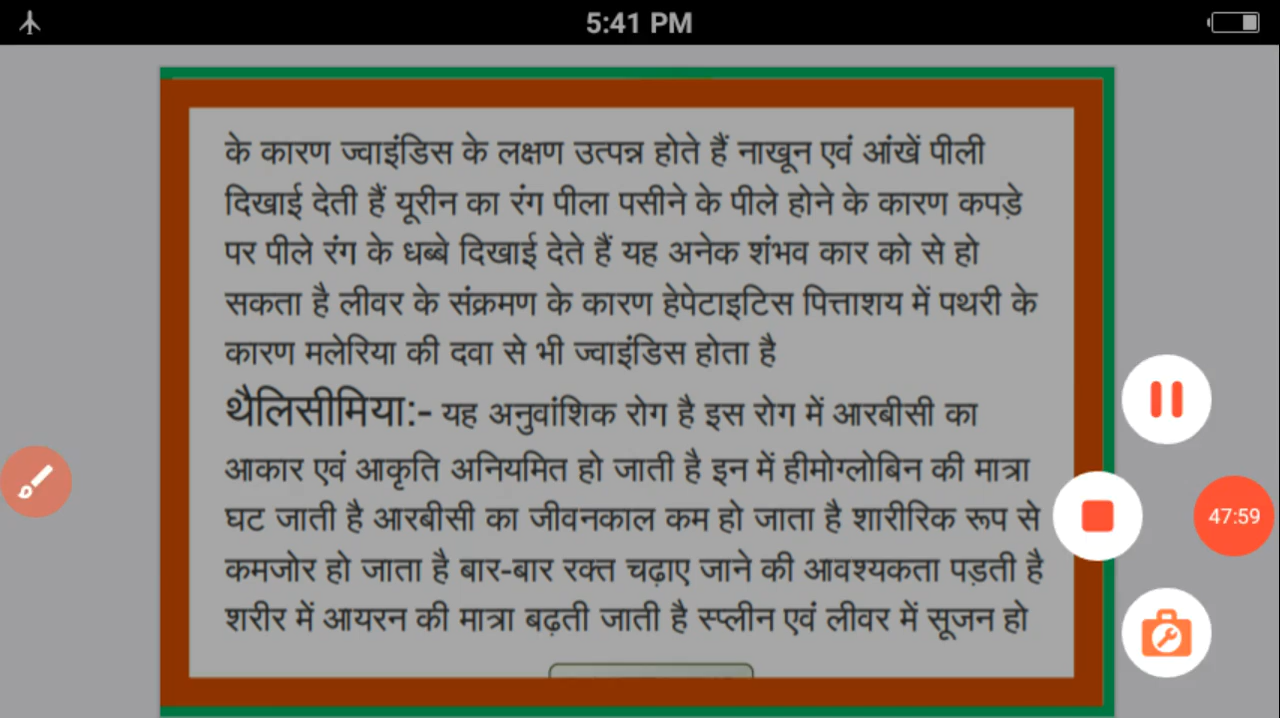 5:41 PM
के कारण ज्वाइंडिस के लक्षण उत्पन्न होते हैं नाखून एवं आंखें पीली
दिखाई देती हैं यूरीन का रंग पीला पसीने के पीले होने के कारण कपड़े
पर पीले रंग के धब्बे दिखाई देते हैं यह अनेक शंभव कार को से हो
सकता है लीवर के संक्रमण के कारण हेपेटाइटिस पित्ताशय में पथरी के
कारण मलेरिया की दवा से भी ज्वाइंडिस होता है
थैलिसीमिया:- यह अनुवांशिक रोग है इस रोग में आरबीसी का
आकार एवं आकृति अनियमित हो जाती है इन में हीमोग्लोबिन की मात्रा
घट जाती है आरबीसी का जीवनकाल कम हो जाता है शारीरिक रूप से
कमजोर हो जाता है बार-बार रक्त चढ़ाए जाने की आवश्यकता पड़ती है
शरीर में आयरन की मात्रा बढ़ती जाती है स्प्लीन एवं लीवर में सूजन हो
47:59